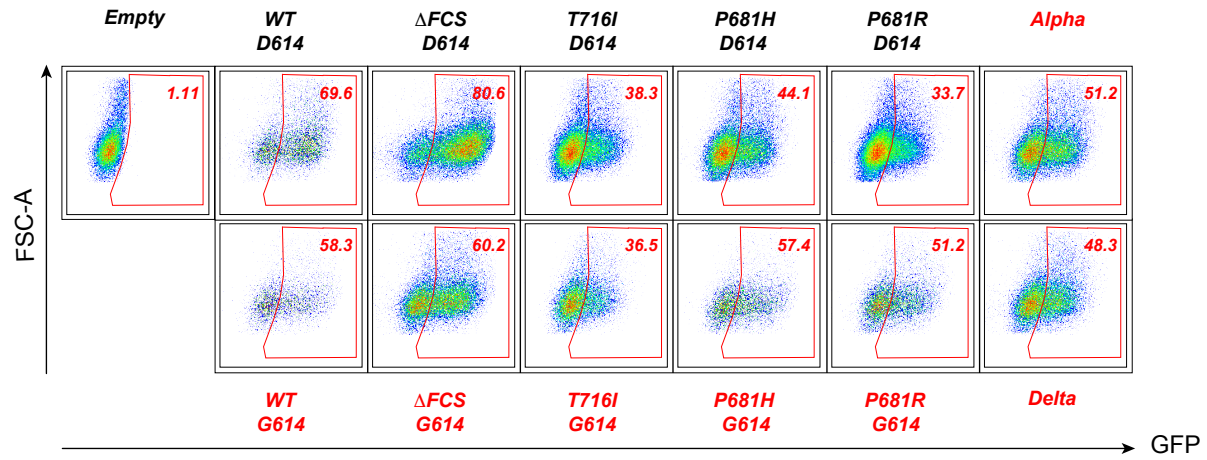 Empty WT ΔFCS T716I P681H P681R Alpha
D614 D614 D614 D614 D614
1.11 69.6 80.6 38.3 44.1 33.7 51.2
FSC-A
58.3 60.2 36.5 57.4 51.2 48.3
WT ΔFCS T716I P681H P681R Delta
G614 G614 G614 G614 G614
GFP